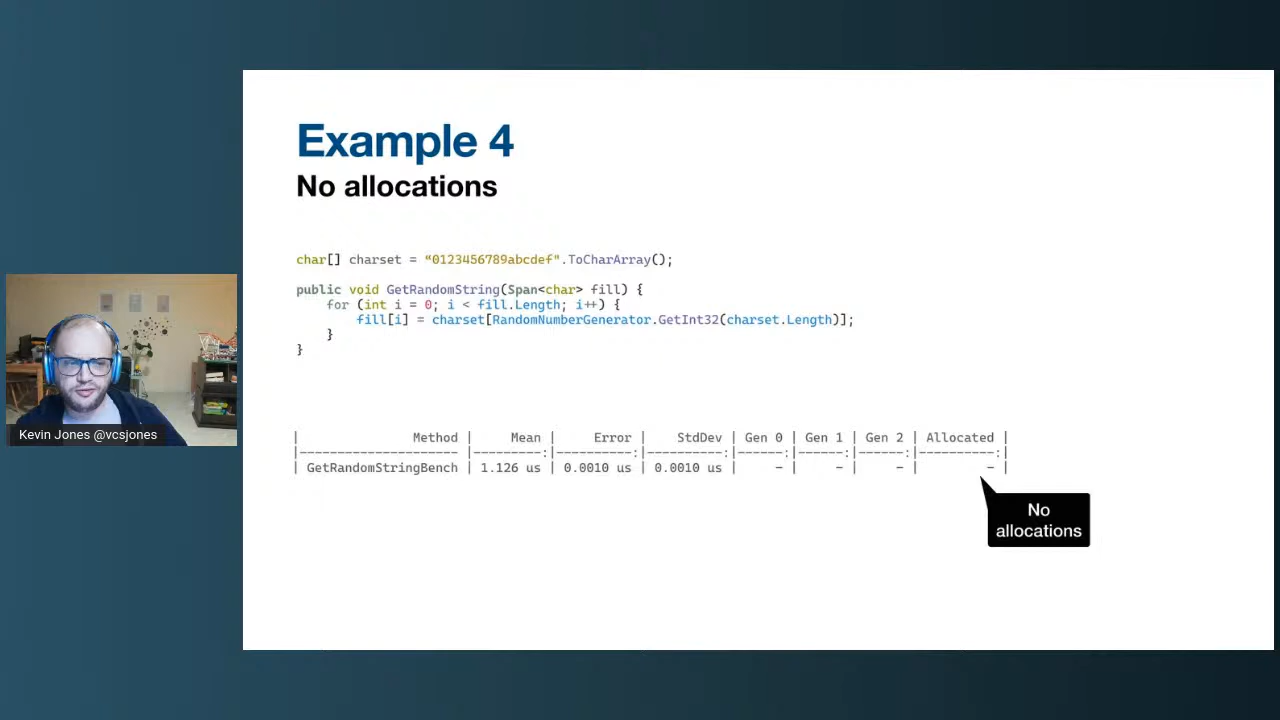 Example 4
No allocations
char[] charset = “0123456789abcdef".ToCharArray();
public void GetRandomString(Span<char> fill) {
    for (int i = 0; i < fill.Length; i++) {
        fill[i] = charset[RandomNumberGenerator.GetInt32(charset.Length)];
    }
}
|               Method |     Mean |     Error |    StdDev | Gen 0 | Gen 1 | Gen 2 | Allocated |
|--------------------- |---------:|----------:|----------:|------:|------:|------:|----------:|
| GetRandomStringBench | 1.126 us | 0.0010 us | 0.0010 us |     - |     - |     - |         - |
No
allocations
Kevin Jones @vcsjones